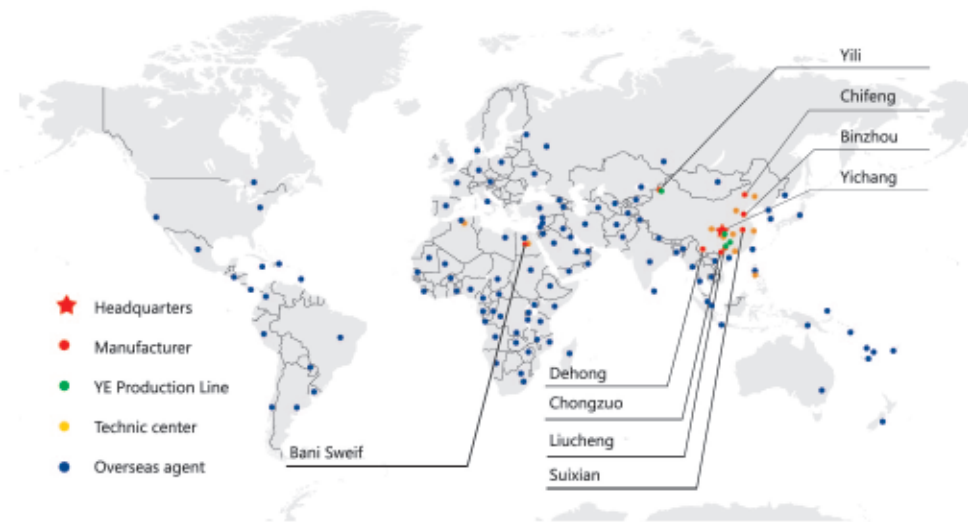 Yili
Chifeng
Binzhou
Yichang
Headquarters
Manufacturer
YE Production Line
Technic center
Overseas agent
Bani Sweif
Dehong
Chongzuo
Liucheng
Suixian